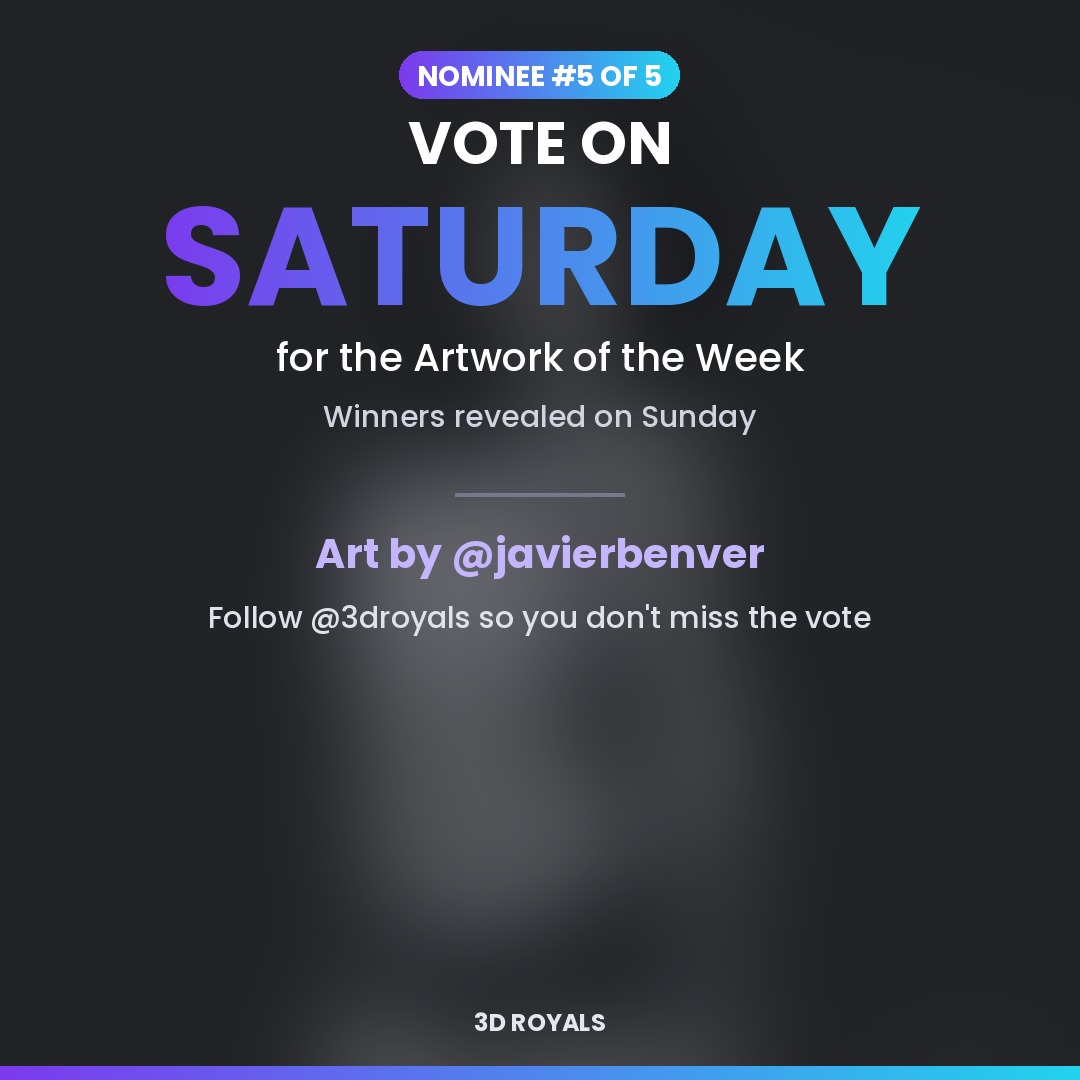 NOMINEE #5 OF 5
VOTE ON
SATURDAY
for the Artwork of the Week
Winners revealed on Sunday
Art by @javierbenver
Follow @3droyals so you don't miss the vote
3D ROYALS